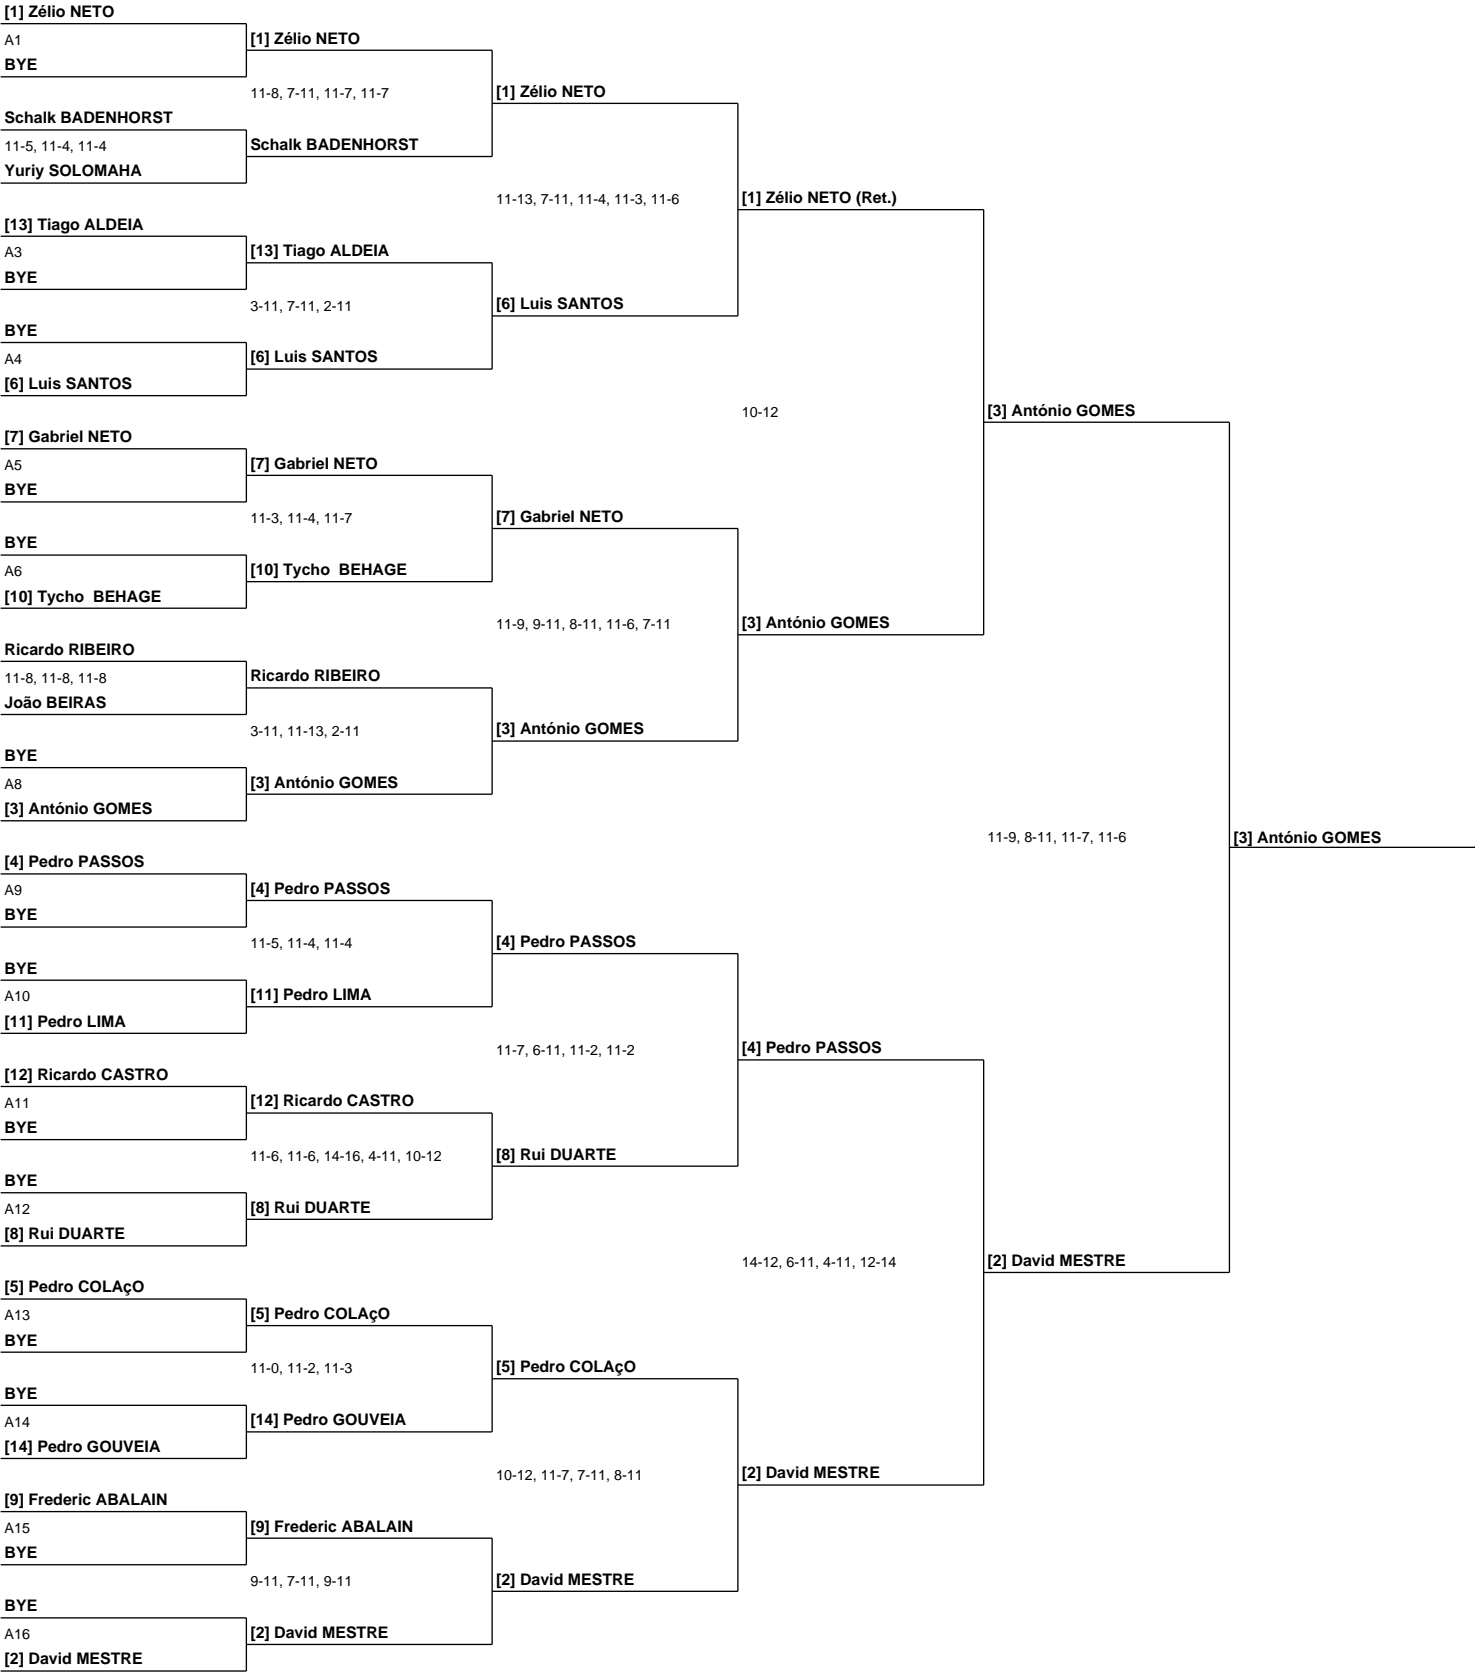 [1] Zélio NETO
A1
BYE
Schalk BADENHORST
11-5, 11-4, 11-4
Yuriy SOLOMAHA
[13] Tiago ALDEIA
A3
BYE
BYE
A4
[6] Luis SANTOS
[7] Gabriel NETO
A5
BYE
BYE
A6
[10] Tycho  BEHAGE
Ricardo RIBEIRO
11-8, 11-8, 11-8
João BEIRAS
BYE
A8
[3] António GOMES
[4] Pedro PASSOS
A9
BYE
BYE
A10
[11] Pedro LIMA
[12] Ricardo CASTRO
A11
BYE
BYE
A12
[8] Rui DUARTE
[5] Pedro COLAçO
A13
BYE
BYE
A14
[14] Pedro GOUVEIA
[9] Frederic ABALAIN
A15
BYE
BYE
A16
[2] David MESTRE
[1] Zélio NETO
11-8, 7-11, 11-7, 11-7
Schalk BADENHORST
[13] Tiago ALDEIA
3-11, 7-11, 2-11
[6] Luis SANTOS
[7] Gabriel NETO
11-3, 11-4, 11-7
[10] Tycho  BEHAGE
Ricardo RIBEIRO
3-11, 11-13, 2-11
[3] António GOMES
[4] Pedro PASSOS
11-5, 11-4, 11-4
[11] Pedro LIMA
[12] Ricardo CASTRO
11-6, 11-6, 14-16, 4-11, 10-12
[8] Rui DUARTE
[5] Pedro COLAçO
11-0, 11-2, 11-3
[14] Pedro GOUVEIA
[9] Frederic ABALAIN
9-11, 7-11, 9-11
[2] David MESTRE
[1] Zélio NETO
11-13, 7-11, 11-4, 11-3, 11-6
[6] Luis SANTOS
[7] Gabriel NETO
11-9, 9-11, 8-11, 11-6, 7-11
[3] António GOMES
[4] Pedro PASSOS
11-7, 6-11, 11-2, 11-2
[8] Rui DUARTE
[5] Pedro COLAçO
10-12, 11-7, 7-11, 8-11
[2] David MESTRE
[1] Zélio NETO (Ret.)
10-12
[3] António GOMES
[4] Pedro PASSOS
14-12, 6-11, 4-11, 12-14
[2] David MESTRE
[3] António GOMES
11-9, 8-11, 11-7, 11-6
[2] David MESTRE
[3] António GOMES